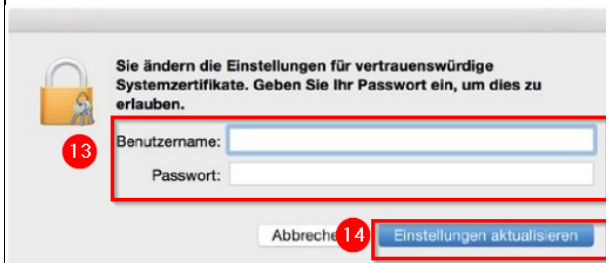 Sie ändern die Einstellungen für vertrauenswürdige
Systemzertifikate. Geben Sie Ihr Passwort ein, um dies zu
erlauben.
13
Benutzername:
Passwort:
Abbreche
14
Einstellungen aktualisieren